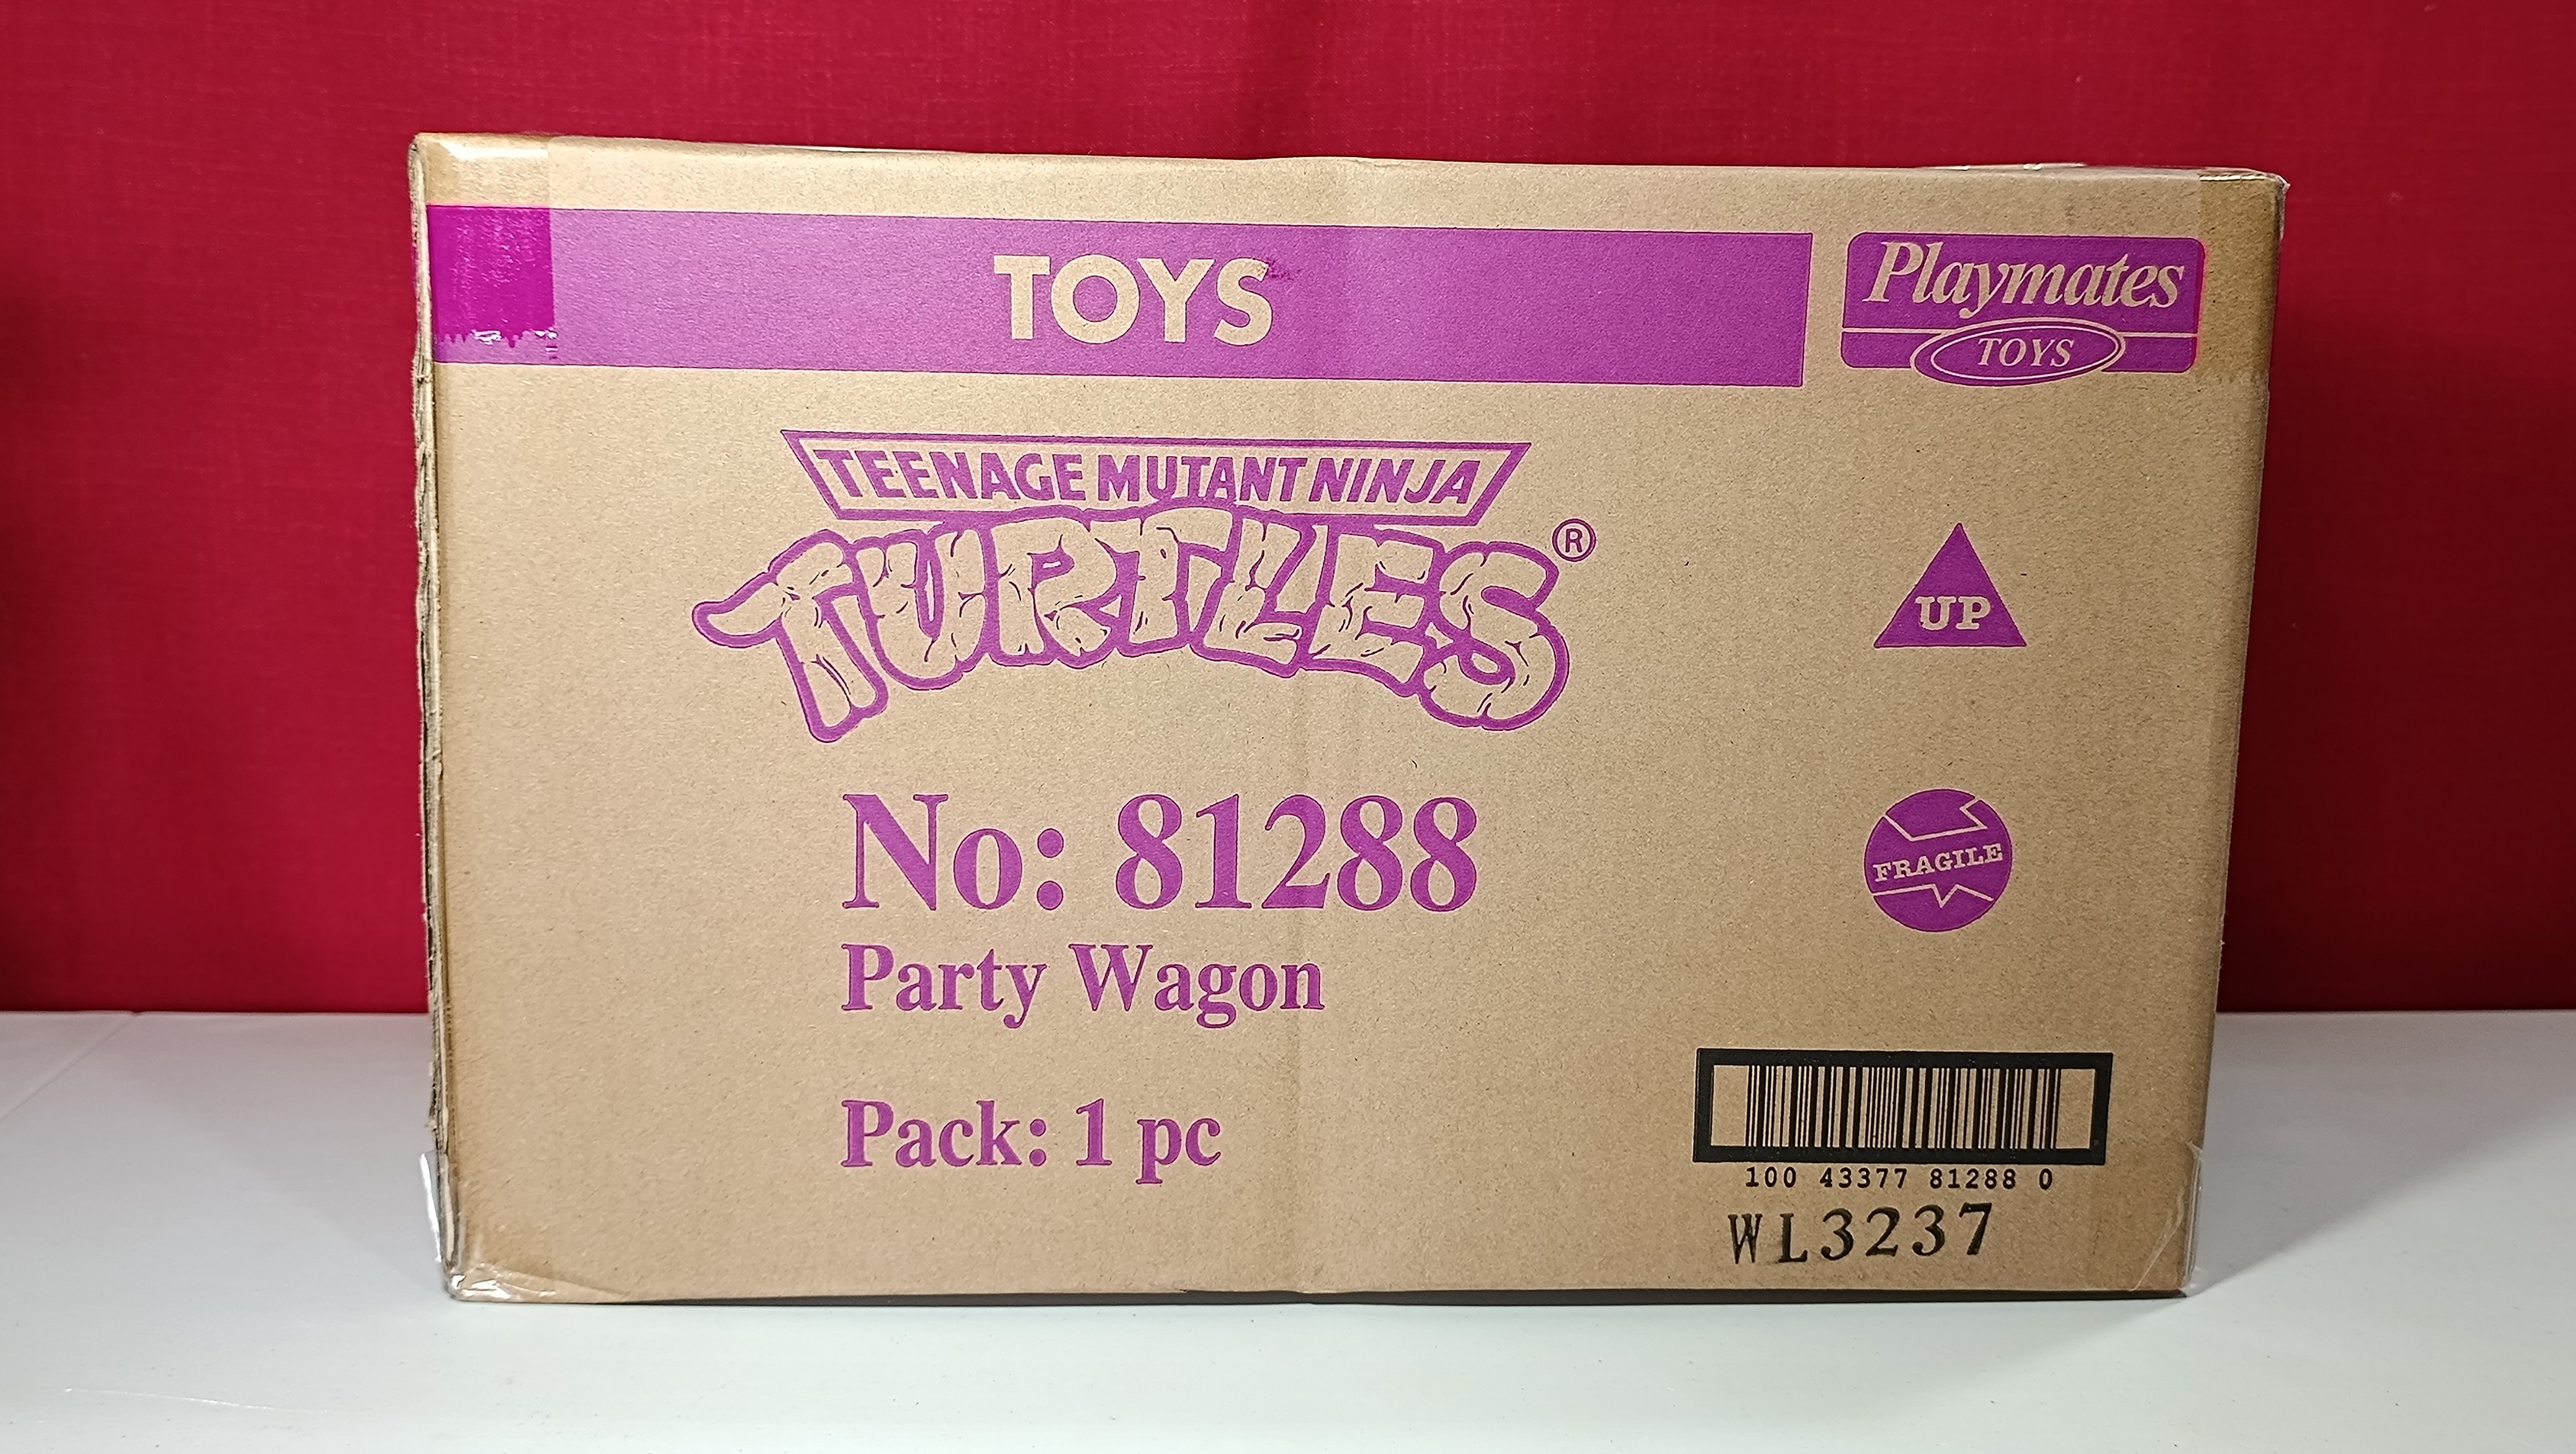 TOYS
Playmates
TOYS
TEENAGE MUTANT NINJA
TURTLES®
UP
No: 81288
FRAGILE
Party Wagon
Pack: 1 pc
100 43377 81288 0
WL3237